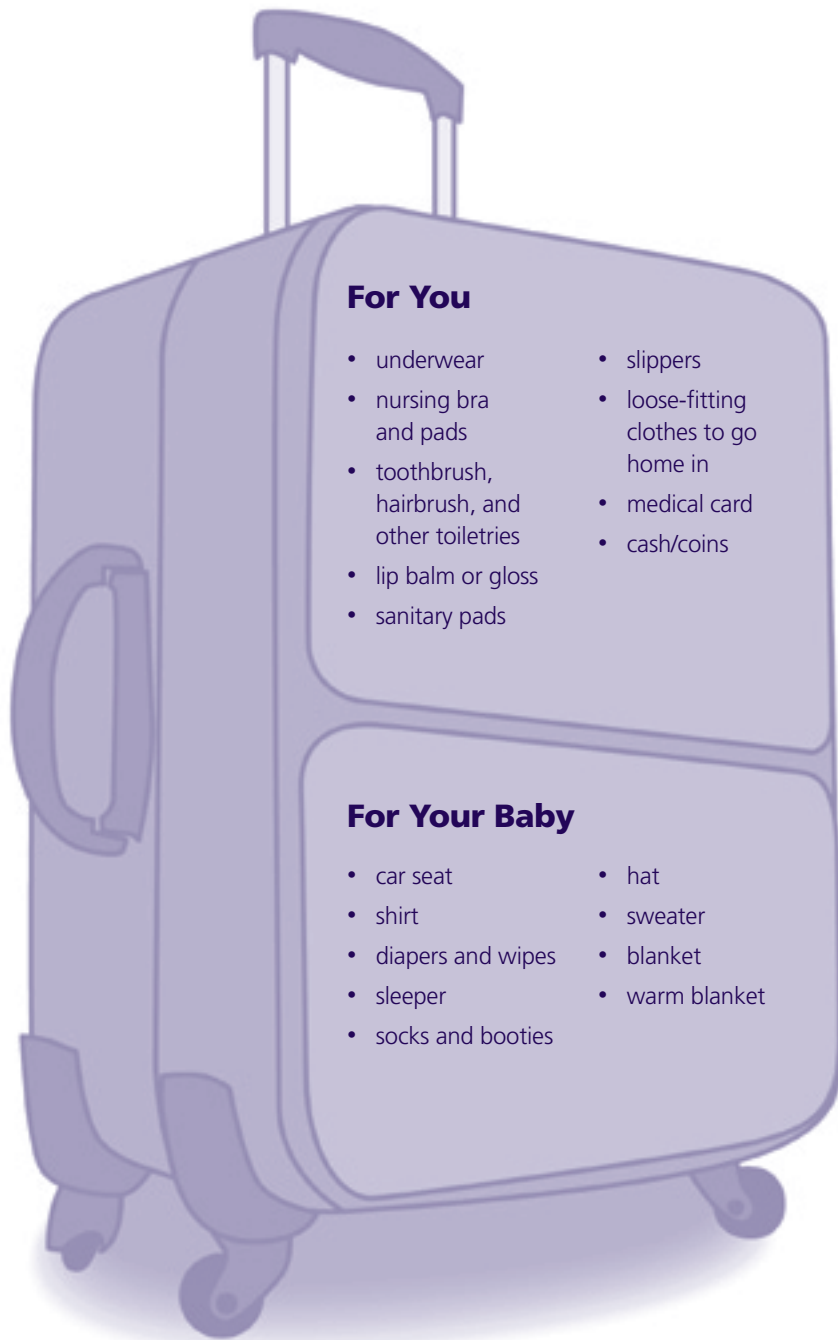 For You
• underwear
• nursing bra
and pads
• toothbrush,
hairbrush, and
other toiletries
• lip balm or gloss
• sanitary pads
• slippers
• loose-fitting
clothes to go
home in
• medical card
• cash/coins
For Your Baby
• car seat
• shirt
• diapers and wipes
• sleeper
• socks and booties
• hat
• sweater
• blanket
• warm blanket